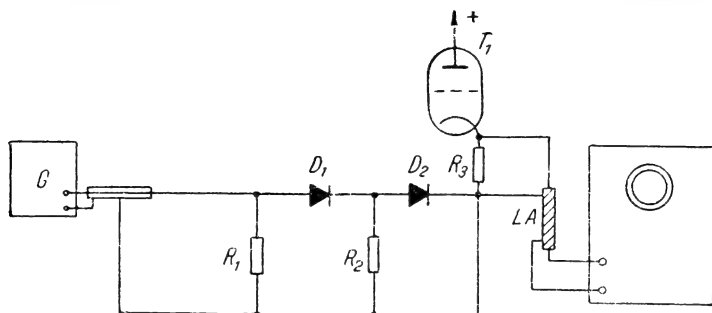 +
T₁
G
D₁
D₂
R₃
R₁
R₂
LA